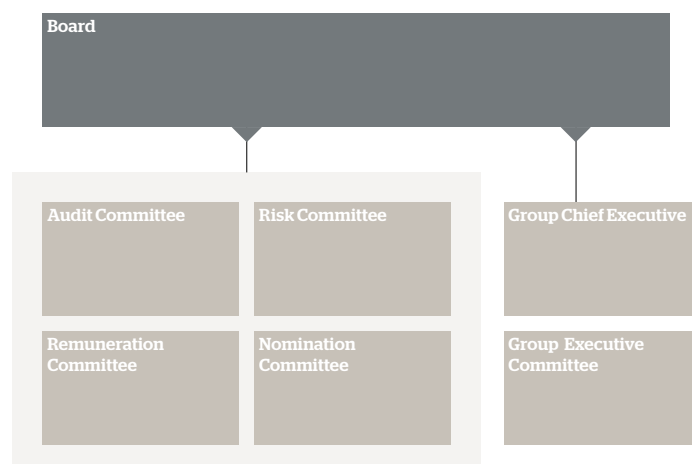 Board
Audit Committee
Risk Committee
Group Chief Executive
Remuneration
Committee
Nomination
Committee
Group Executive
Committee